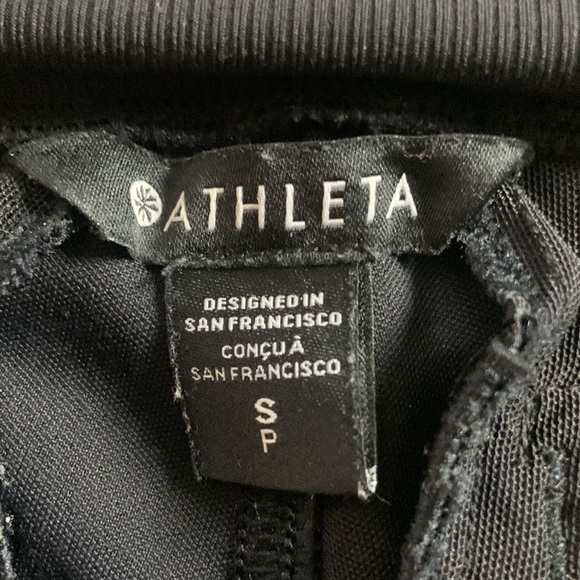 ATHLETA
DESIGNED IN
SAN FRANCISCO
CONÇU À
SAN FRANCISCO
S
P